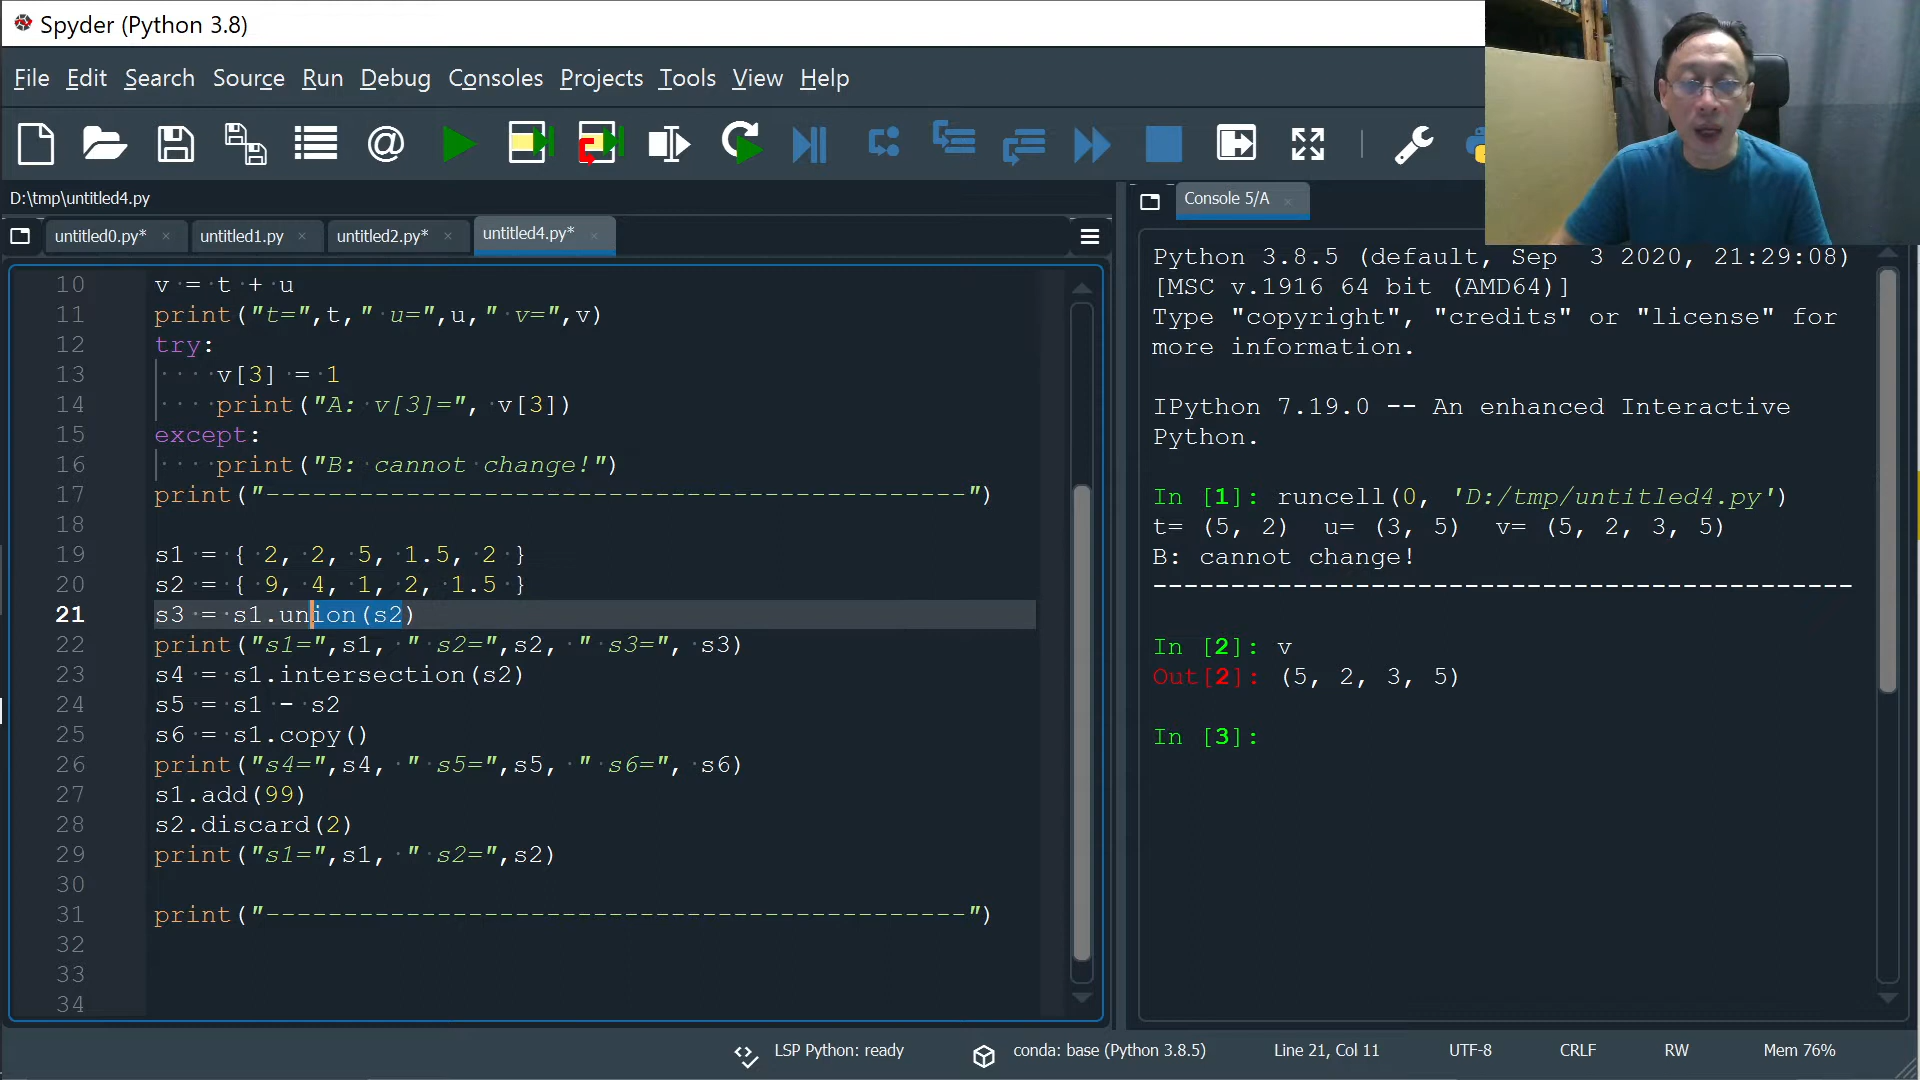 Spyder (Python 3.8)
File Edit Search Source Run Debug Consoles Projects Tools View Help
D:\tmp\untitled4.py
untitled0.py* untitled1.py untitled2.py* untitled4.py*
10 v = t + u
11 print("t=",t," u=",u," v=",v)
12 try:
13 v[3] = 1
14 print("A: v[3]=", v[3])
15 except:
16 print("B: cannot change!")
17 print("---------------------------------------------")
18
19 s1 = { 2, 2, 5, 1.5, 2 }
20 s2 = { 9, 4, 1, 2, 1.5 }
21 s3 = s1.union(s2)
22 print("s1=",s1, " s2=",s2, " s3=", s3)
23 s4 = s1.intersection(s2)
24 s5 = s1 - s2
25 s6 = s1.copy()
26 print("s4=",s4, " s5=",s5, " s6=", s6)
27 s1.add(99)
28 s2.discard(2)
29 print("s1=",s1, " s2=",s2)
30
31 print("---------------------------------------------")
32
33
34
Console 5/A
Python 3.8.5 (default, Sep  3 2020, 21:29:08)
[MSC v.1916 64 bit (AMD64)]
Type "copyright", "credits" or "license" for
more information.
IPython 7.19.0 -- An enhanced Interactive
Python.
In [1]: runcell(0, 'D:/tmp/untitled4.py')
t= (5, 2)  u= (3, 5)  v= (5, 2, 3, 5)
B: cannot change!
---------------------------------------------
In [2]: v
Out[2]: (5, 2, 3, 5)
In [3]:
LSP Python: ready conda: base (Python 3.8.5) Line 21, Col 11 UTF-8 CRLF RW Mem 76%